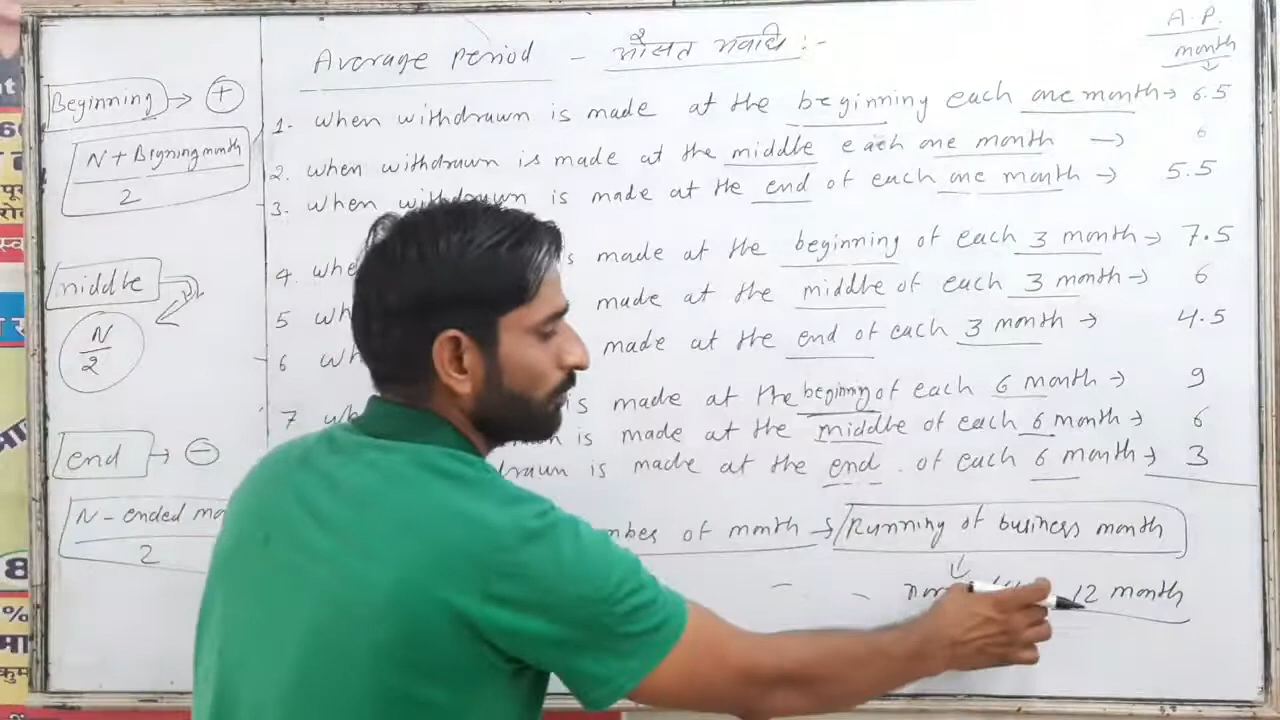 A.P.
month
Average Period - औसत अवधि :-
1. when withdrawn is made at the beginning each one month → 6.5
2. when withdrawn is made at the middle each one month → 6
3. when withdrawn is made at the end of each one month → 5.5
4. made at the beginning of each 3 month → 7.5
5 made at the middle of each 3 month → 6
6 made at the end of each 3 month → 4.5
7 is made at the beginning of each 6 month → 9
is made at the middle of each 6 month → 6
is made at the end. of each 6 month → 3
of month → Running of business month
12 month
Beginning → +
N + Bigning month
2
middle
N
2
end → -
N - ended
2